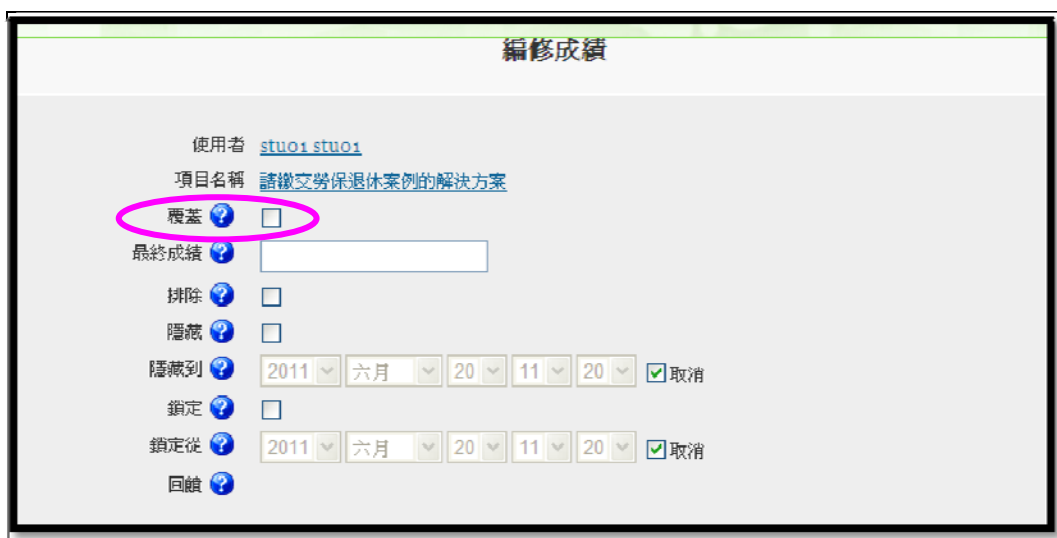 編修成績
使用者 stu01 stu01
項目名稱 請繳交勞保退休案例的解決方案
覆蓋 ?
最終成績 ?
排除 ?
隱藏 ?
隱藏到 ? 2011 六月 20 11 20 取消
鎖定 ?
鎖定從 ? 2011 六月 20 11 20 取消
回饋 ?